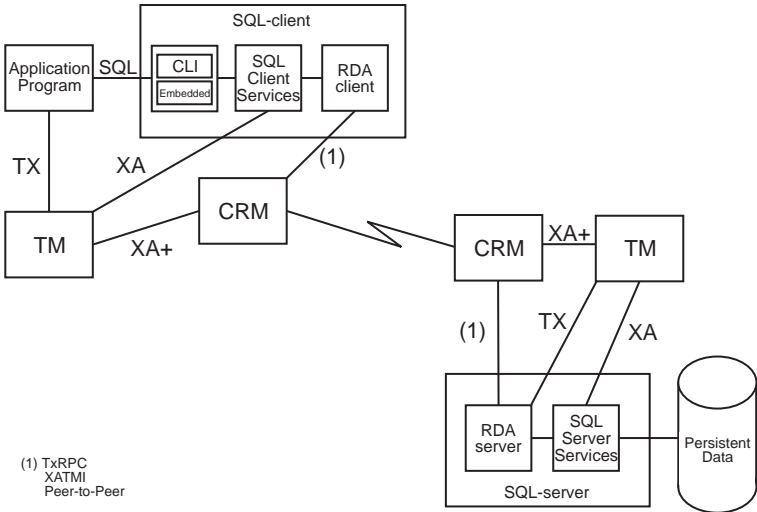 SQL-client
Application
Program
SQL
CLI
Embedded
SQL
Client
Services
RDA
client
TX
XA
(1)
TM
XA+
CRM
CRM
XA+
TM
(1)
TX
XA
RDA
server
SQL
Server
Services
Persistent
Data
SQL-server
(1) TxRPC
XATMI
Peer-to-Peer